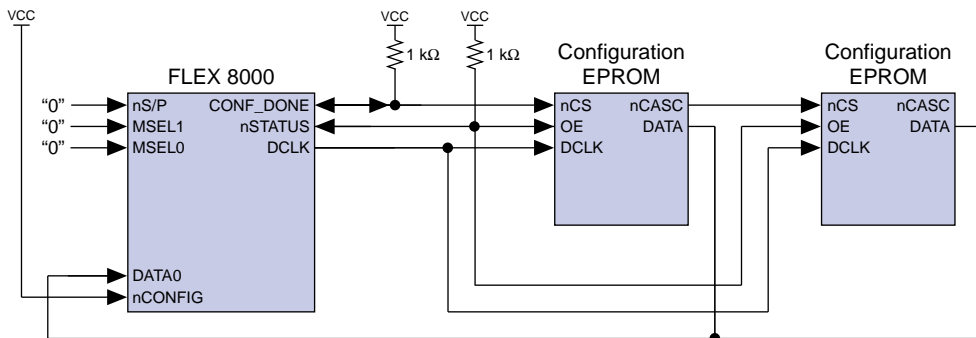 VCC
VCC
VCC
1 kΩ
1 kΩ
FLEX 8000
Configuration
EPROM
Configuration
EPROM
“0”
nS/P
CONF_DONE
nCS
nCASC
nCS
nCASC
“0”
MSEL1
nSTATUS
OE
DATA
OE
DATA
“0”
MSEL0
DCLK
DCLK
DCLK
DATA0
nCONFIG